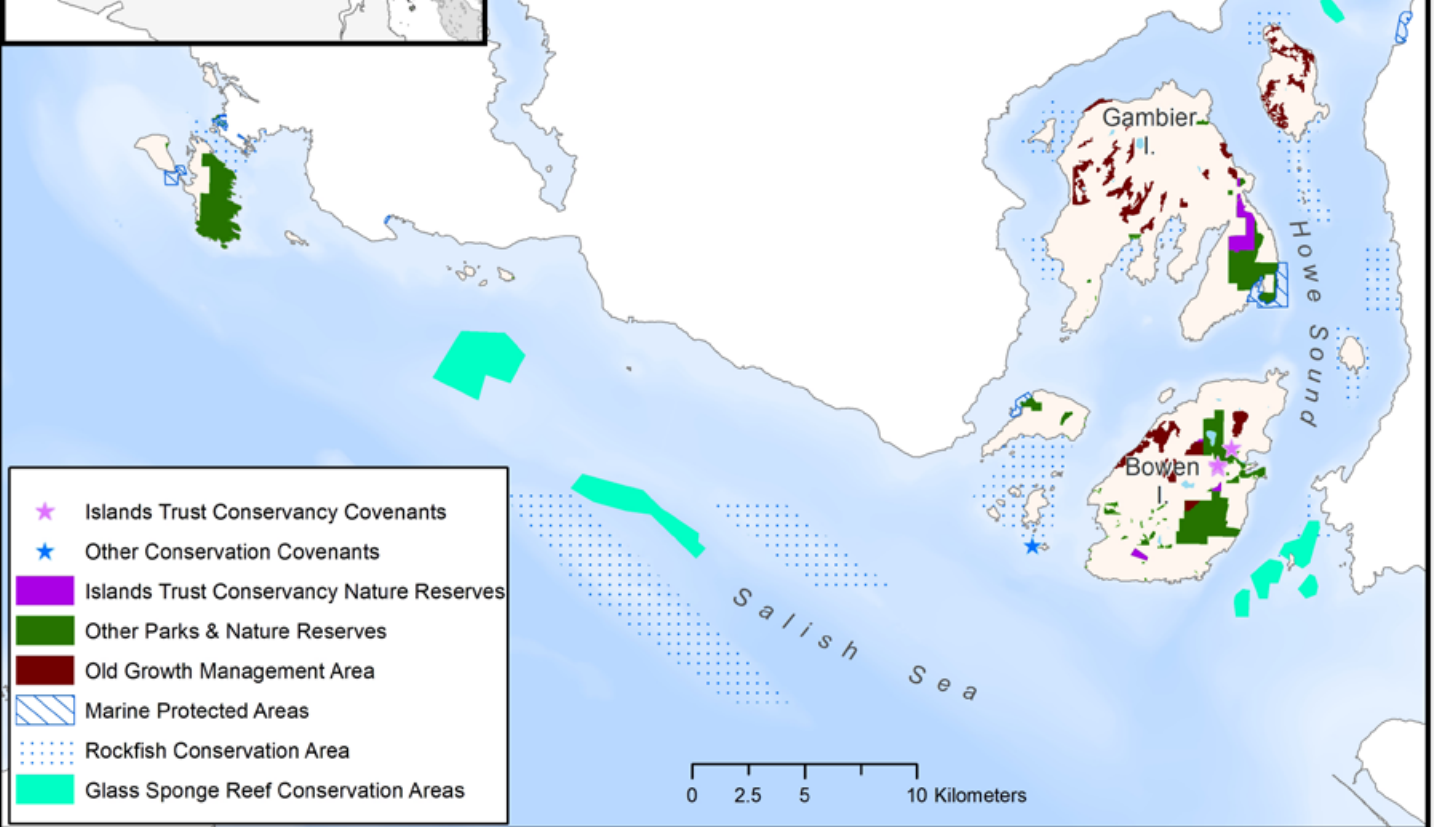 Gambier
I.
Howe Sound
Bowen
I.
Salish Sea
Islands Trust Conservancy Covenants
Other Conservation Covenants
Islands Trust Conservancy Nature Reserves
Other Parks & Nature Reserves
Old Growth Management Area
Marine Protected Areas
Rockfish Conservation Area
Glass Sponge Reef Conservation Areas
0 2.5 5 10 Kilometers